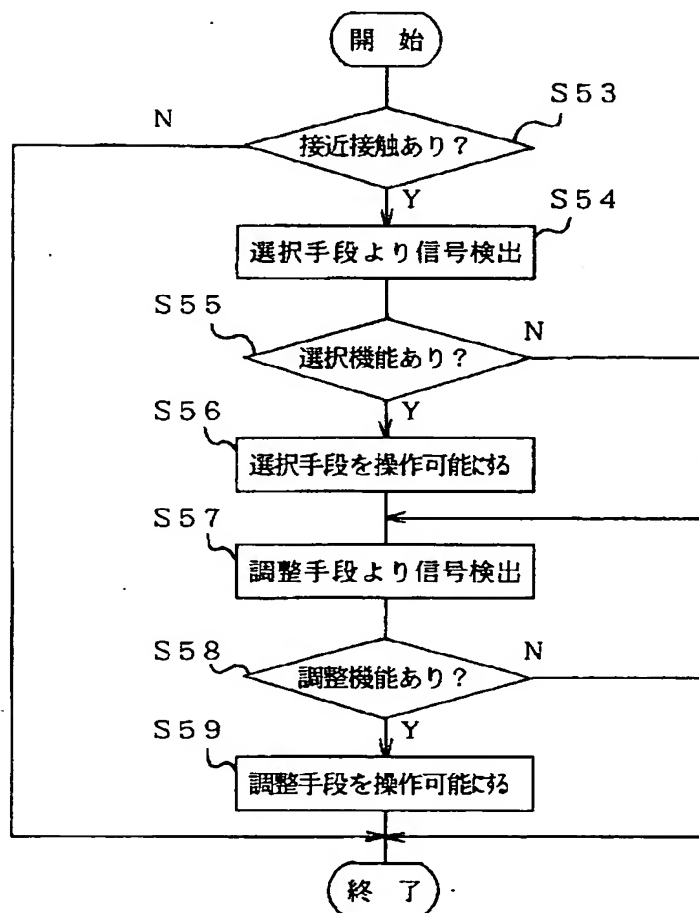 開 始
S53
N
接近接触あり？
Y
S54
選択手段より信号検出
S55
N
選択機能あり？
Y
S56
選択手段を操作可能にする
S57
調整手段より信号検出
S58
N
調整機能あり？
Y
S59
調整手段を操作可能にする
終 了